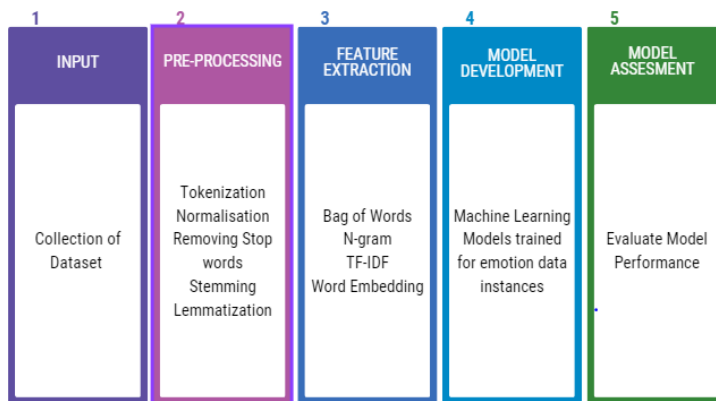 1
INPUT
Collection of
Dataset
2
PRE-PROCESSING
Tokenization
Normalisation
Removing Stop
words
Stemming
Lemmatization
3
FEATURE
EXTRACTION
Bag of Words
N-gram
TF-IDF
Word Embedding
4
MODEL
DEVELOPMENT
Machine Learning
Models trained
for emotion data
instances
5
MODEL
ASSESMENT
Evaluate Model
Performance